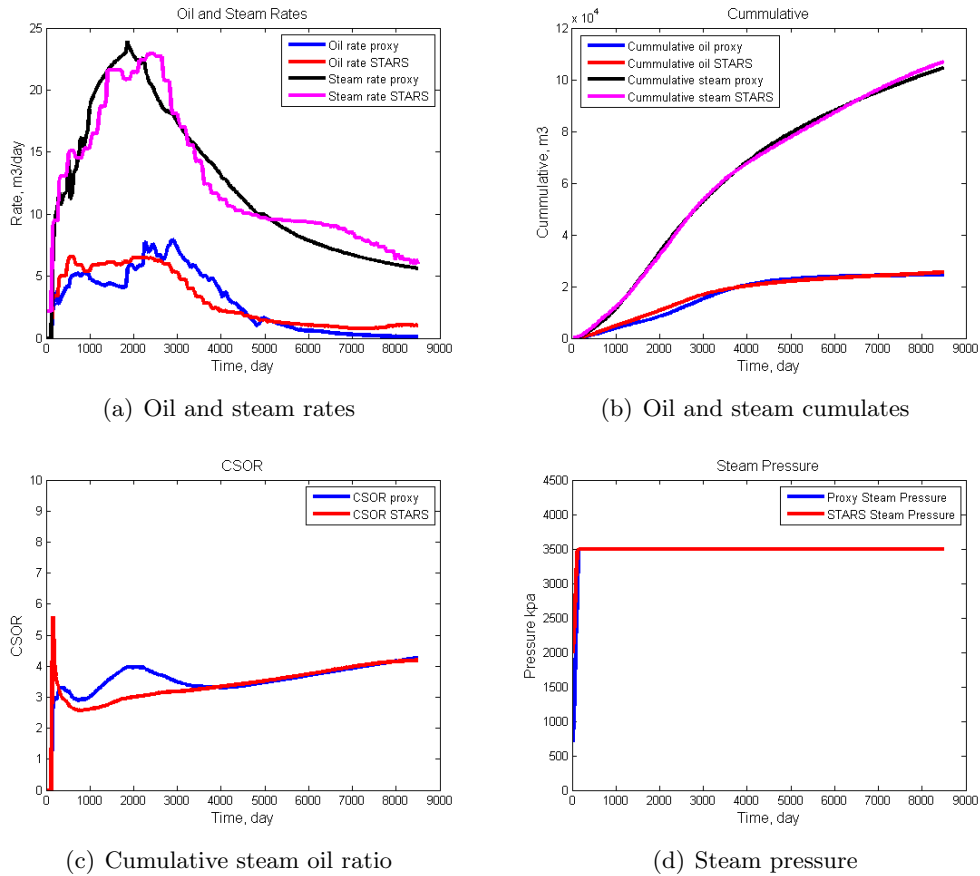 Oil and Steam Rates
25
20
15
10
5
0
0 1000 2000 3000 4000 5000 6000 7000 8000 9000
Rate, m3/day
Time, day
Oil rate proxy
Oil rate STARS
Steam rate proxy
Steam rate STARS
(a) Oil and steam rates
Cummulative
x 10^4
12
10
8
6
4
2
0
0 1000 2000 3000 4000 5000 6000 7000 8000 9000
Cummulative, m3
Time, day
Cummulative oil proxy
Cummulative oil STARS
Cummulative steam proxy
Cummulative steam STARS
(b) Oil and steam cumulates
CSOR
10
9
8
7
6
5
4
3
2
1
0
0 1000 2000 3000 4000 5000 6000 7000 8000 9000
CSOR
Time, day
CSOR proxy
CSOR STARS
(c) Cumulative steam oil ratio
Steam Pressure
4500
4000
3500
3000
2500
2000
1500
1000
500
0
0 1000 2000 3000 4000 5000 6000 7000 8000 9000
Pressure kpa
Time, day
Proxy Steam Pressure
STARS Steam Pressure
(d) Steam pressure